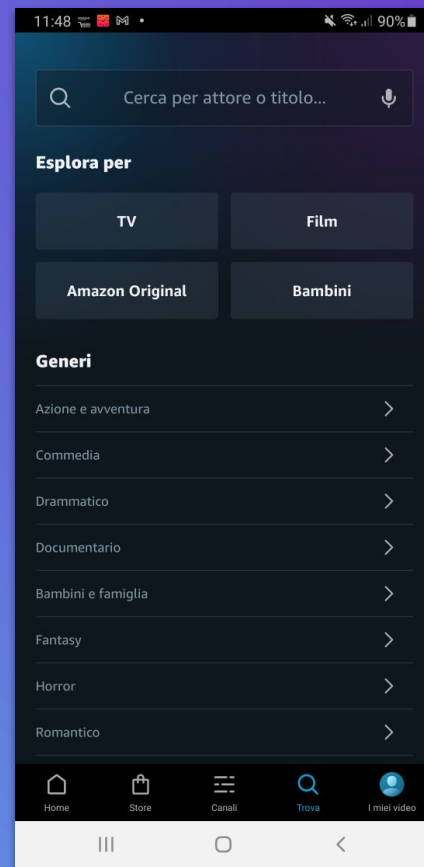 11:48 90%
Cerca per attore o titolo...
Esplora per
TV Film
Amazon Original Bambini
Generi
Azione e avventura
Commedia
Drammatico
Documentario
Bambini e famiglia
Fantasy
Horror
Romantico
Home Store Canali Trova I miei video